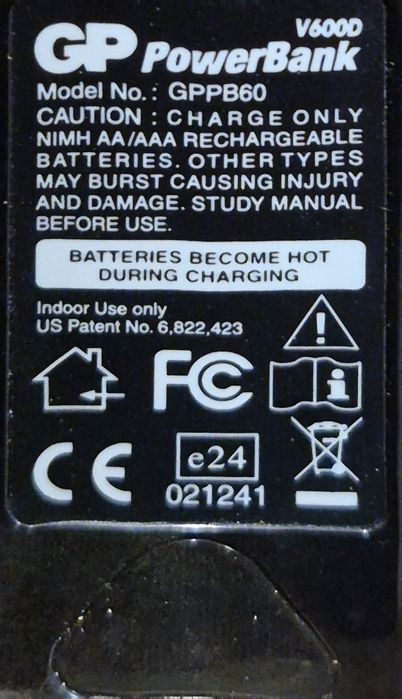 V600D
GP PowerBank
Model No. : GPPB60
CAUTION : CHARGE ONLY
NIMH AA/AAA RECHARGEABLE
BATTERIES. OTHER TYPES
MAY BURST CAUSING INJURY
AND DAMAGE. STUDY MANUAL
BEFORE USE.
BATTERIES BECOME HOT
DURING CHARGING
Indoor Use only
US Patent No. 6,822,423
FC
CE
e24
021241